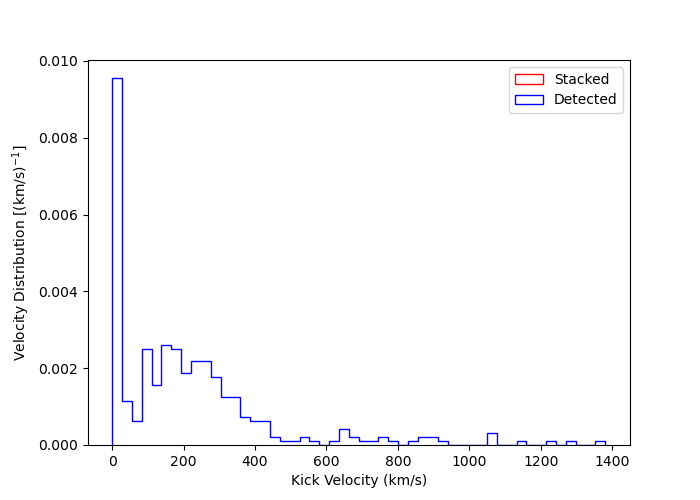 Stacked
Detected
0.010
0.008
0.006
0.004
0.002
0.000
Velocity Distribution [(km/s)⁻¹]
0 200 400 600 800 1000 1200 1400
Kick Velocity (km/s)